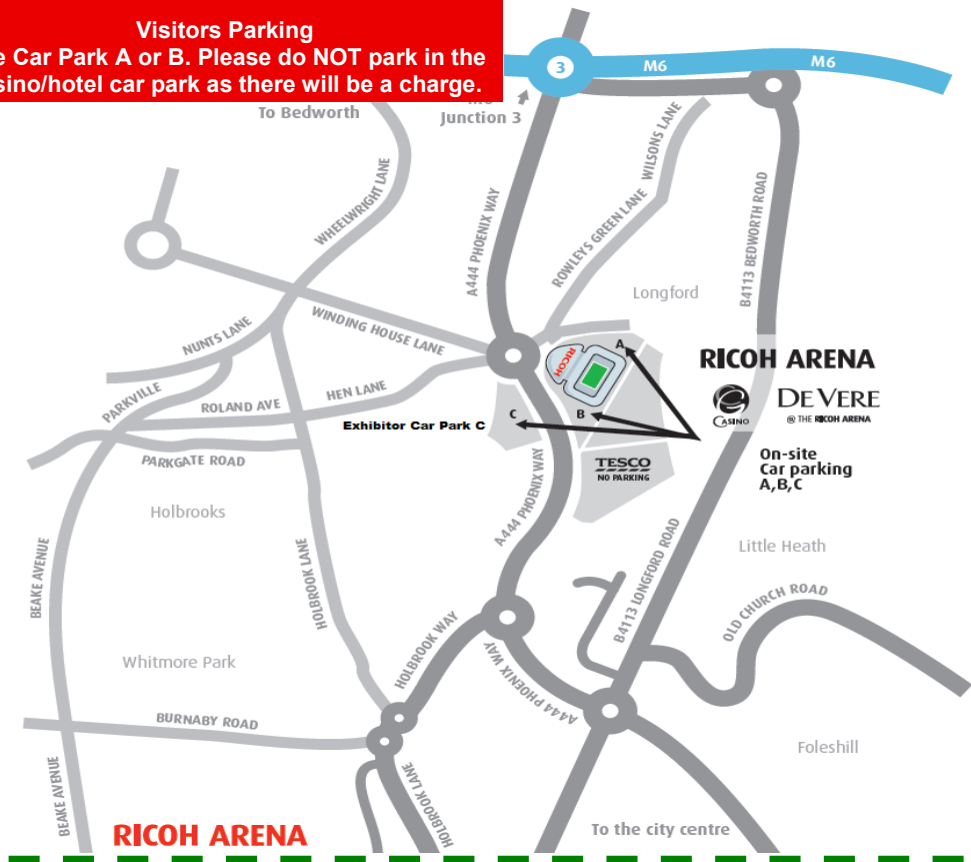 Visitors Parking
Car Park A or B. Please do NOT park in the
casino/hotel car park as there will be a charge.
3
M6
M6
To Bedworth
Junction 3
WHEELWRIGHT LANE
WILSONS LANE
A444 PHOENIX WAY
ROWLEYS GREEN LANE
B4113 BEDWORTH ROAD
Longford
WINDING HOUSE LANE
NUNTS LANE
RICOH
A
RICOH ARENA
PARKVILLE
ROLAND AVE
HEN LANE
CASINO
DE VERE
@ THE RICOH ARENA
C
B
Exhibitor Car Park C
PARKGATE ROAD
TESCO
NO PARKING
On-site
Car parking
A,B,C
A444 PHOENIX WAY
Holbrooks
Little Heath
BEAKE AVENUE
HOLBROOK LANE
B4113 LONGFORD ROAD
OLD CHURCH ROAD
Whitmore Park
HOLBROOK WAY
A444 PHOENIX WAY
BURNABY ROAD
Foleshill
BEAKE AVENUE
HOLBROOK LANE
RICOH ARENA
To the city centre